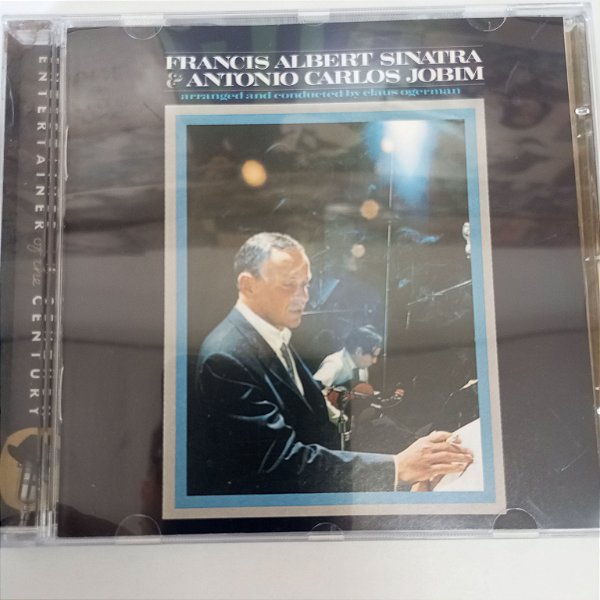 FRANCIS ALBERT SINATRA
& ANTONIO CARLOS JOBIM
arranged and conducted by claus ogerman
ENTERTAINER of the CENTURY